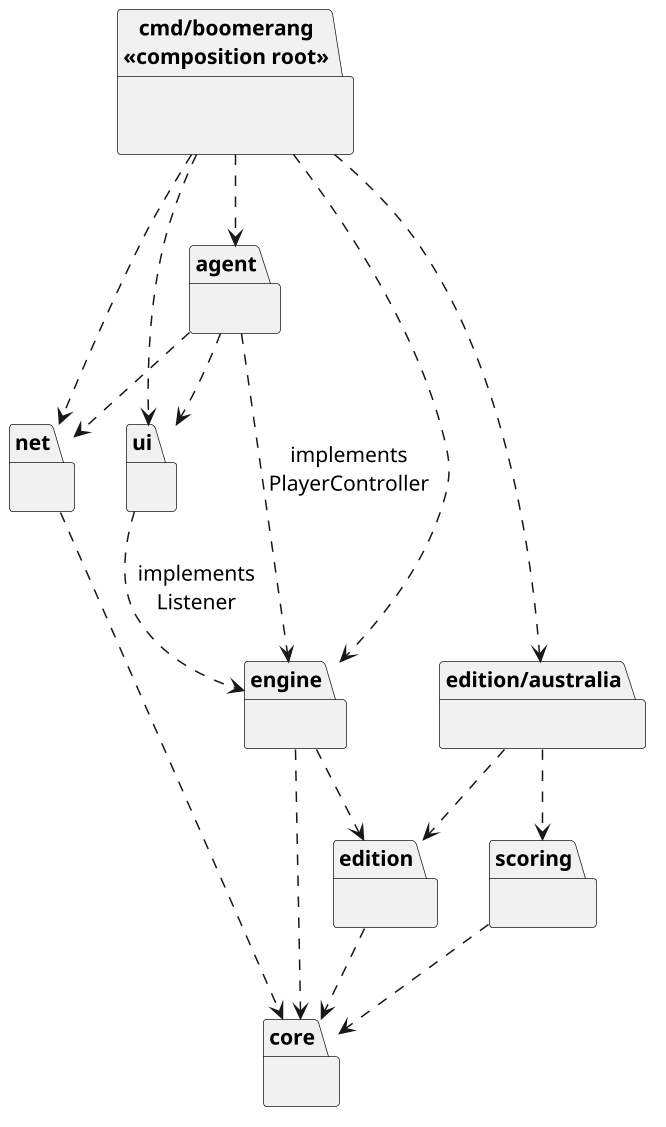 cmd/boomerang
«composition root»
agent
net
ui
implements
PlayerController
implements
Listener
engine
edition/australia
edition
scoring
core